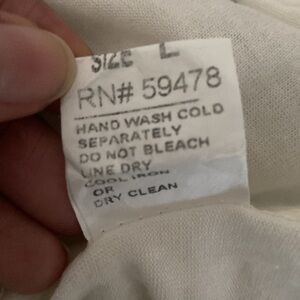 SIZE L
RN# 59478
HAND WASH COLD
SEPARATELY
DO NOT BLEACH
LINE DRY
COOL IRON
OR
DRY CLEAN